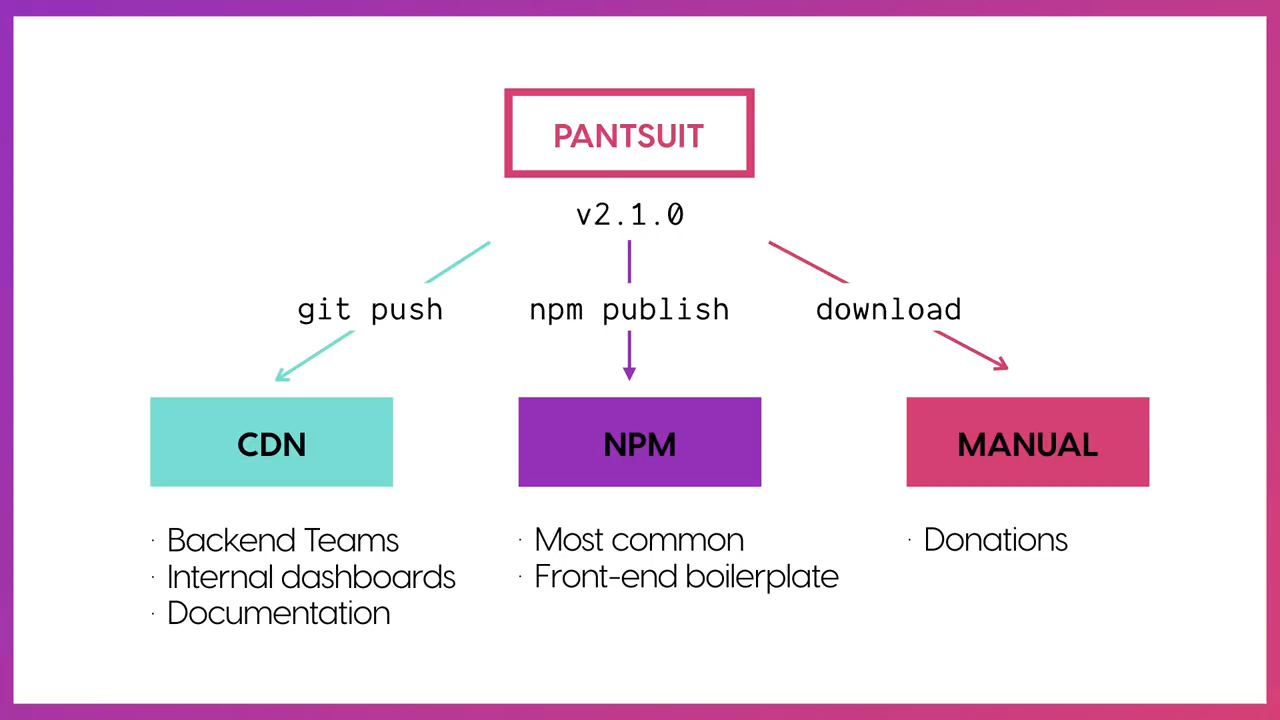 PANTSUIT
v2.1.0
git push
npm publish
download
CDN
NPM
MANUAL
· Backend Teams
· Internal dashboards
· Documentation
· Most common
· Front-end boilerplate
· Donations